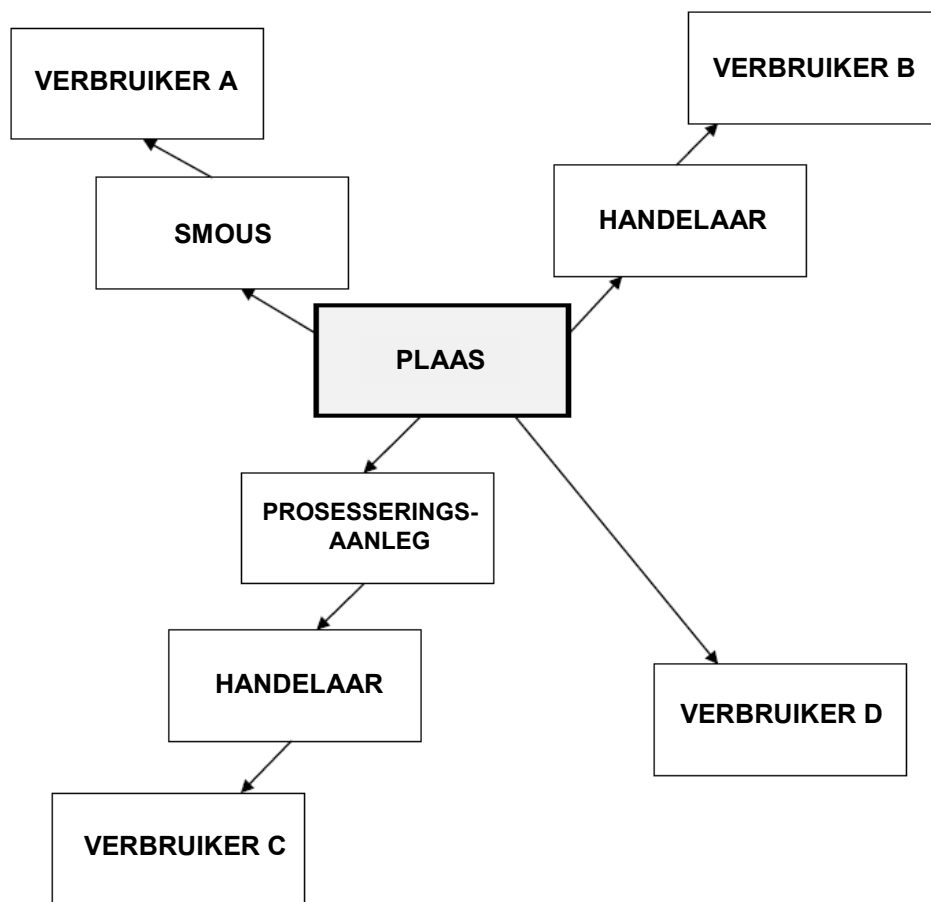 VERBRUIKER A
VERBRUIKER B
SMOUS
HANDELAAR
PLAAS
PROSESSERINGS-
AANLEG
HANDELAAR
VERBRUIKER D
VERBRUIKER C